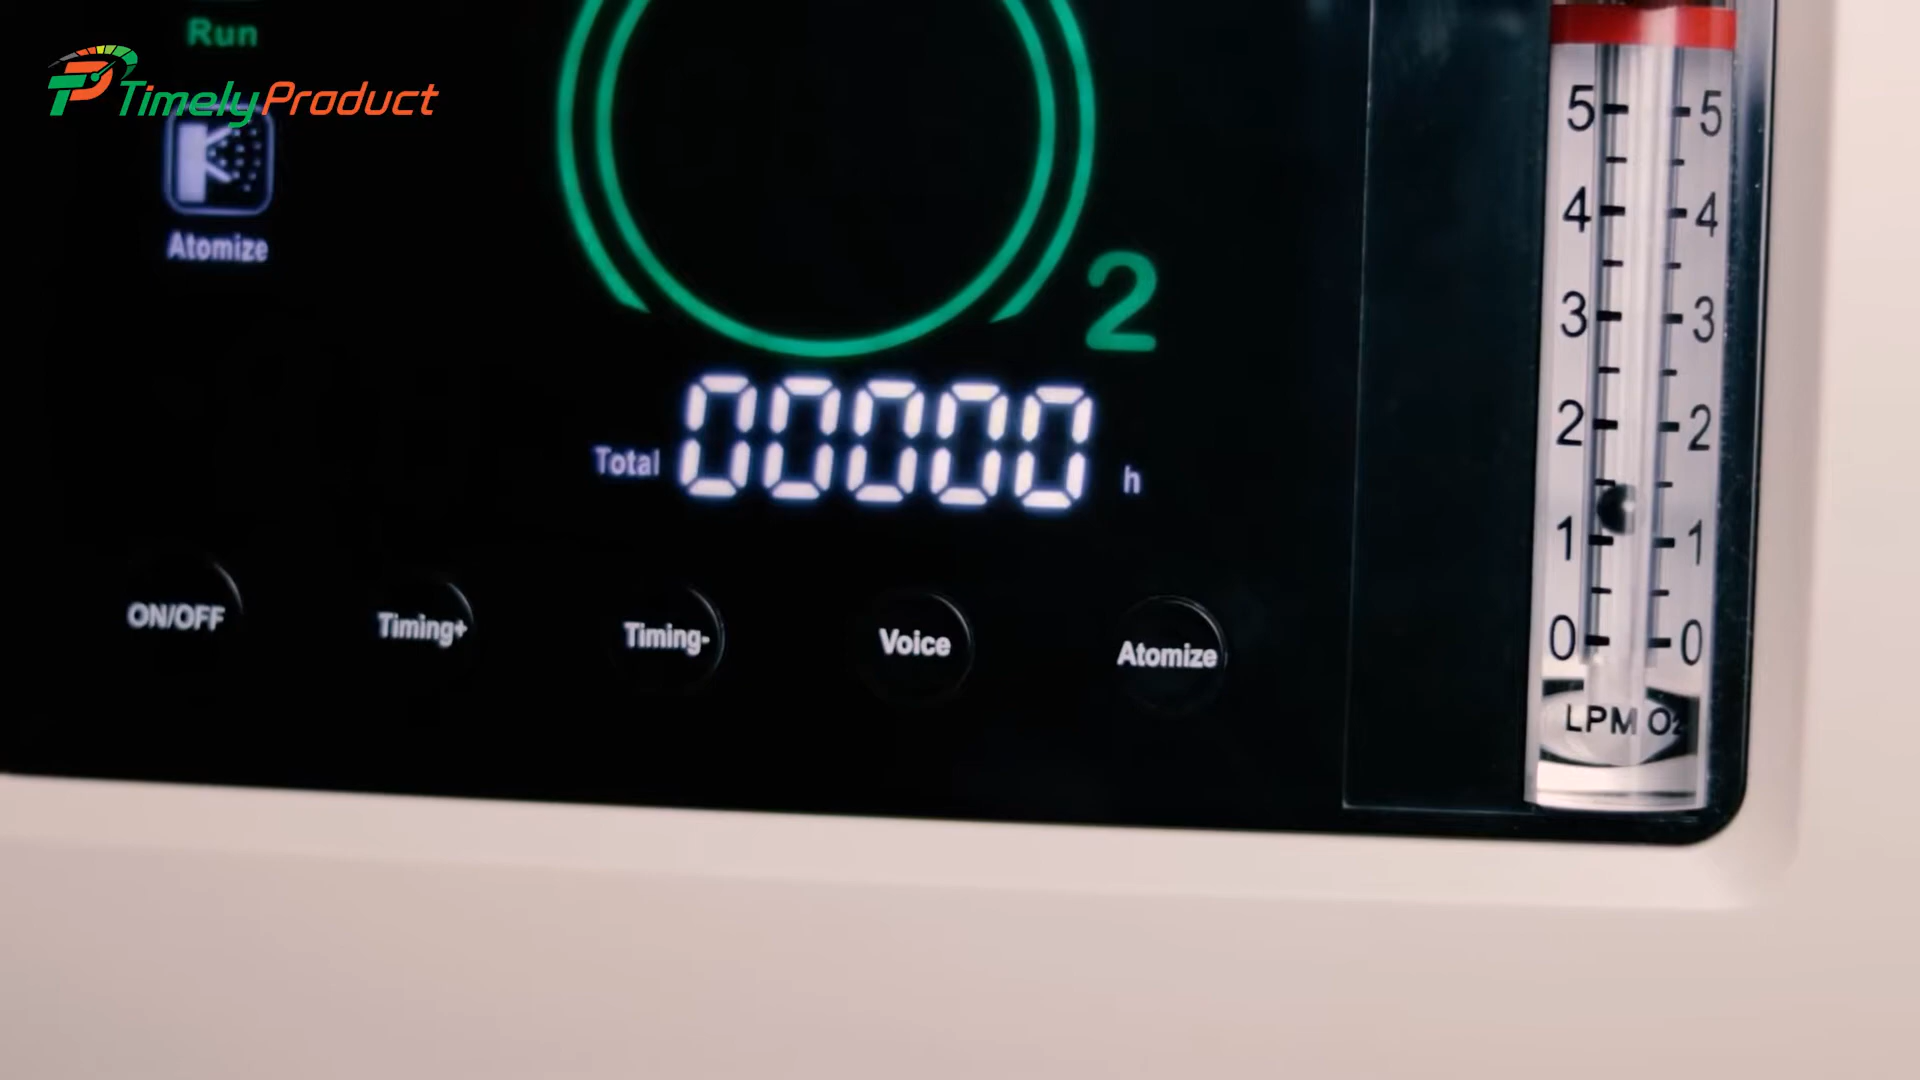 Run
TimelyProduct
Atomize
2
Total 00000 h
ON/OFF Timing+ Timing- Voice Atomize
5 5
4 4
3 3
2 2
1 1
0 0
LPM O2